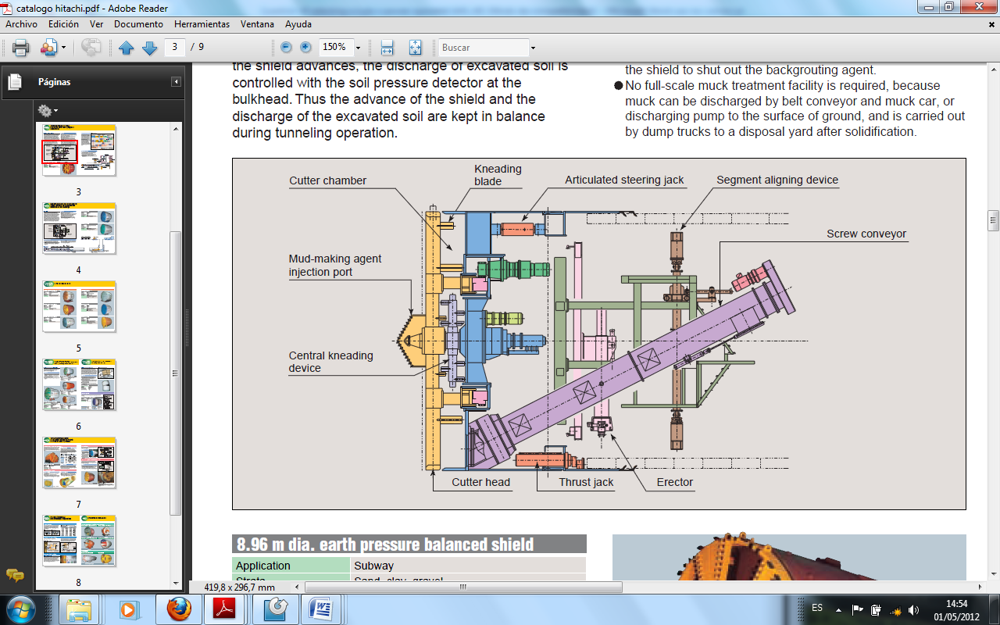 catalogo hitachi.pdf - Adobe Reader
Archivo Edición Ver Documento Herramientas Ventana Ayuda
3 / 9 150% Buscar
Páginas
3
4
5
6
7
8
the shield advances, the discharge of excavated soil is
controlled with the soil pressure detector at the
bulkhead. Thus the advance of the shield and the
discharge of the excavated soil are kept in balance
during tunneling operation.
the shield to shut out the backgrouting agent.
● No full-scale muck treatment facility is required, because
muck can be discharged by belt conveyor and muck car, or
discharging pump to the surface of ground, and is carried out
by dump trucks to a disposal yard after solidification.
Cutter chamber
Kneading
blade
Articulated steering jack
Segment aligning device
Screw conveyor
Mud-making agent
injection port
Central kneading
device
Cutter head
Thrust jack
Erector
8.96 m dia. earth pressure balanced shield
Application Subway
Strata Sand, clay, gravel
419,8 x 296,7 mm
ES
14:54
01/05/2012